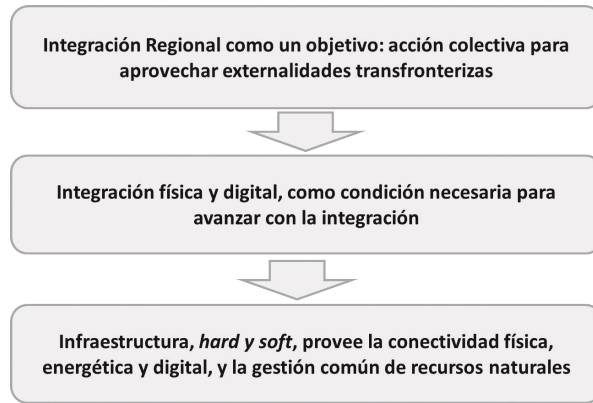 Integración Regional como un objetivo: acción colectiva para
aprovechar externalidades transfronterizas
Integración física y digital, como condición necesaria para
avanzar con la integración
Infraestructura, hard y soft, provee la conectividad física,
energética y digital, y la gestión común de recursos naturales